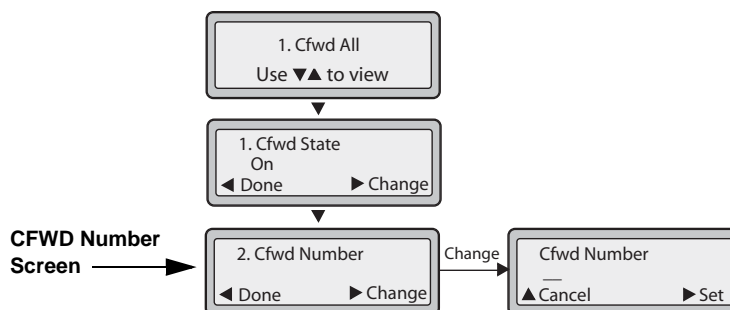 1. Cfwd All
Use ▼▲ to view
1. Cfwd State
On
◀ Done ▶ Change
CFWD Number
Screen
2. Cfwd Number
◀ Done ▶ Change
Change
Cfwd Number
__
▲ Cancel ▶ Set